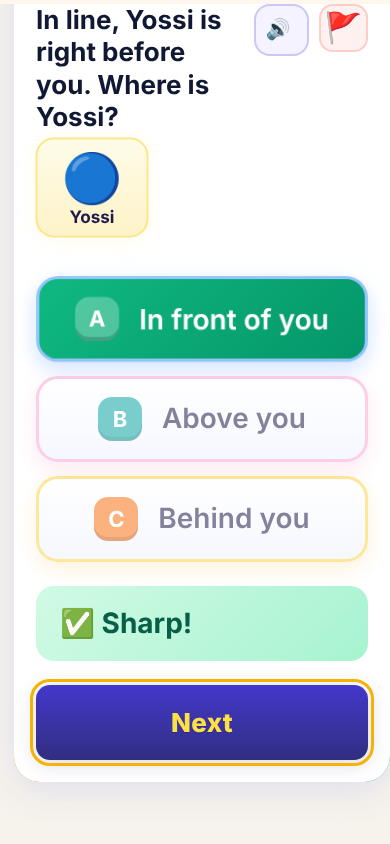 In line, Yossi is
right before
you. Where is
Yossi?
Yossi
A In front of you
B Above you
C Behind you
✅ Sharp!
Next